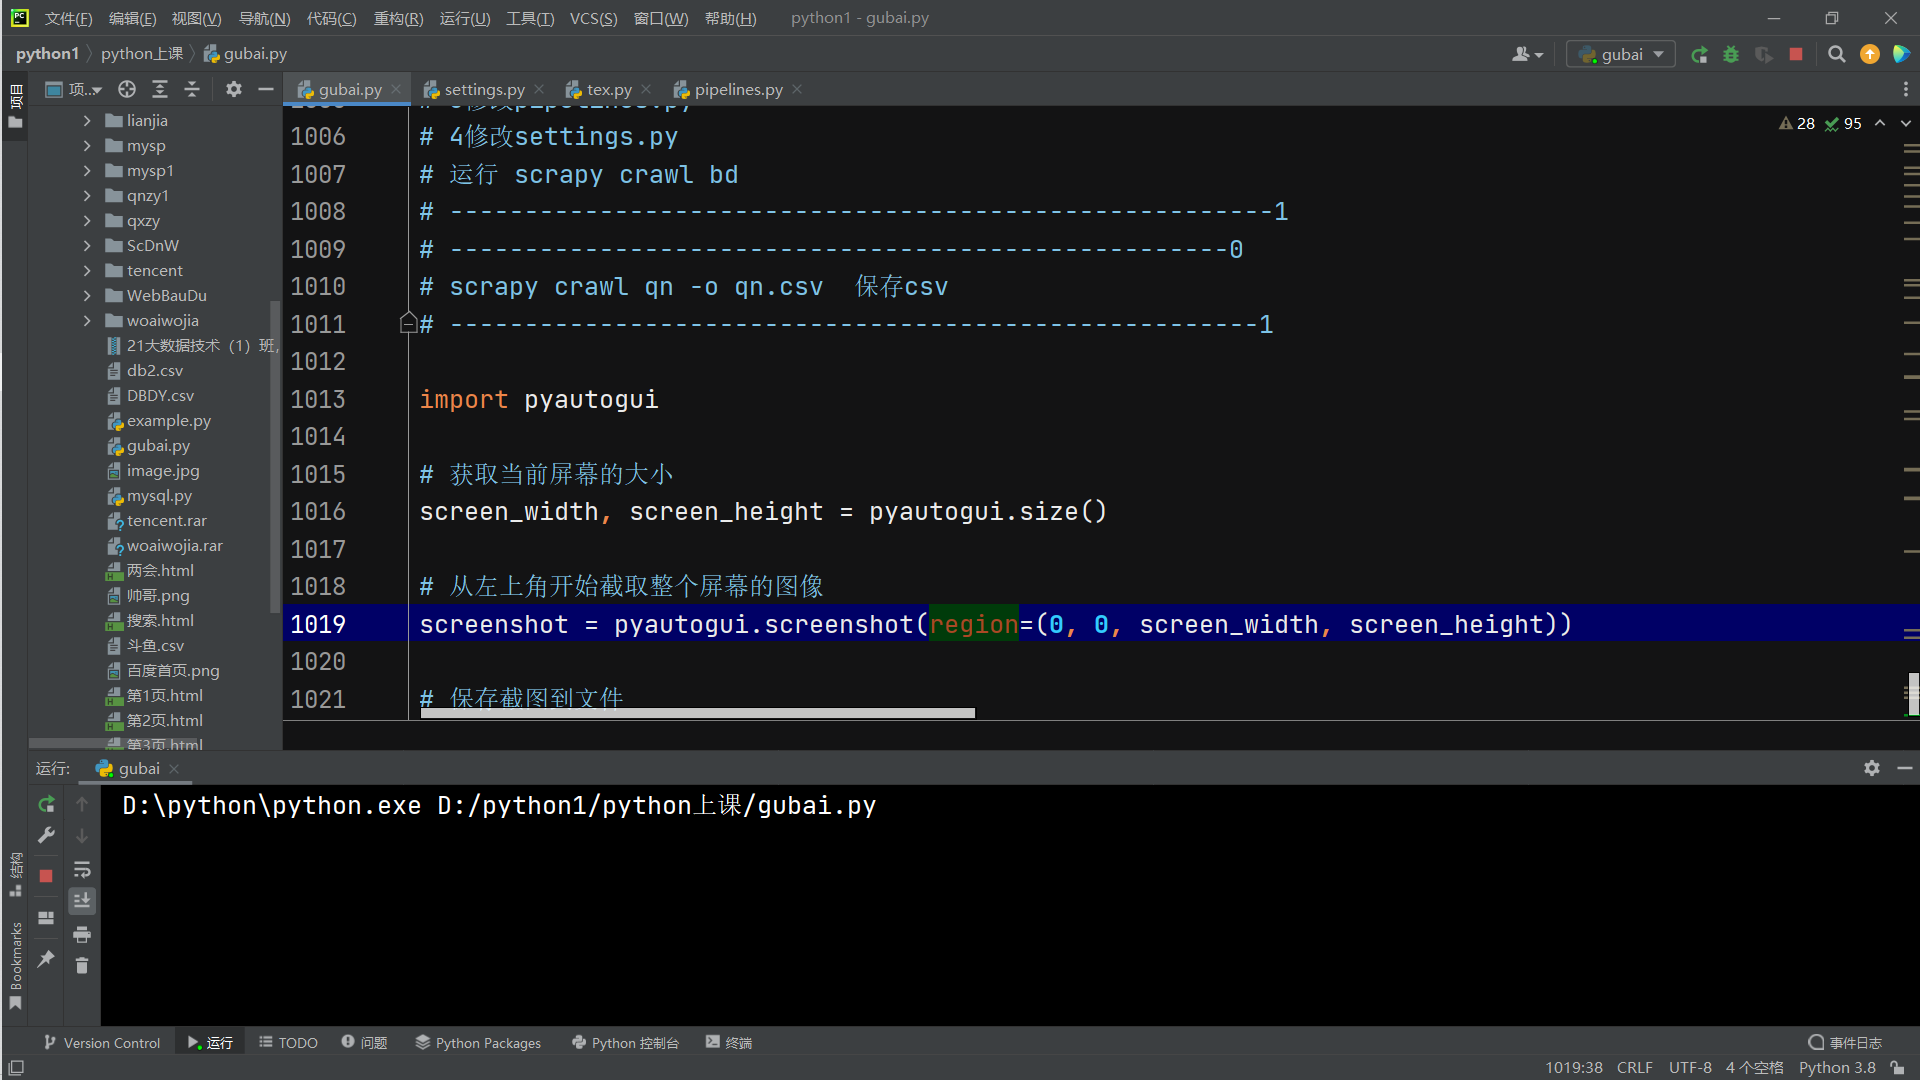 文件(F) 编辑(E) 视图(V) 导航(N) 代码(C) 重构(R) 运行(U) 工具(T) VCS(S) 窗口(W) 帮助(H) python1 - gubai.py
python1 python上课 gubai.py
gubai
项目
项...
gubai.py settings.py tex.py pipelines.py
28 95
lianjia
mysp
mysp1
qnzy1
qxzy
ScDnW
tencent
WebBauDu
woaiwojia
21大数据技术（1）班,
db2.csv
DBDY.csv
example.py
gubai.py
image.jpg
mysql.py
tencent.rar
woaiwojia.rar
两会.html
帅哥.png
搜索.html
斗鱼.csv
百度首页.png
第1页.html
第2页.html
第3页.html
1006 # 4修改settings.py
1007 # 运行 scrapy crawl bd
1008 # -------------------------------------------------------1
1009 # ----------------------------------------------------0
1010 # scrapy crawl qn -o qn.csv  保存csv
1011 # ------------------------------------------------------1
1012
1013 import pyautogui
1014
1015 # 获取当前屏幕的大小
1016 screen_width, screen_height = pyautogui.size()
1017
1018 # 从左上角开始截取整个屏幕的图像
1019 screenshot = pyautogui.screenshot(region=(0, 0, screen_width, screen_height))
1020
1021 # 保存截图到文件
运行: gubai
D:\python\python.exe D:/python1/python上课/gubai.py
结构
Bookmarks
Version Control 运行 TODO 问题 Python Packages Python 控制台 终端 事件日志
1019:38 CRLF UTF-8 4 个空格 Python 3.8